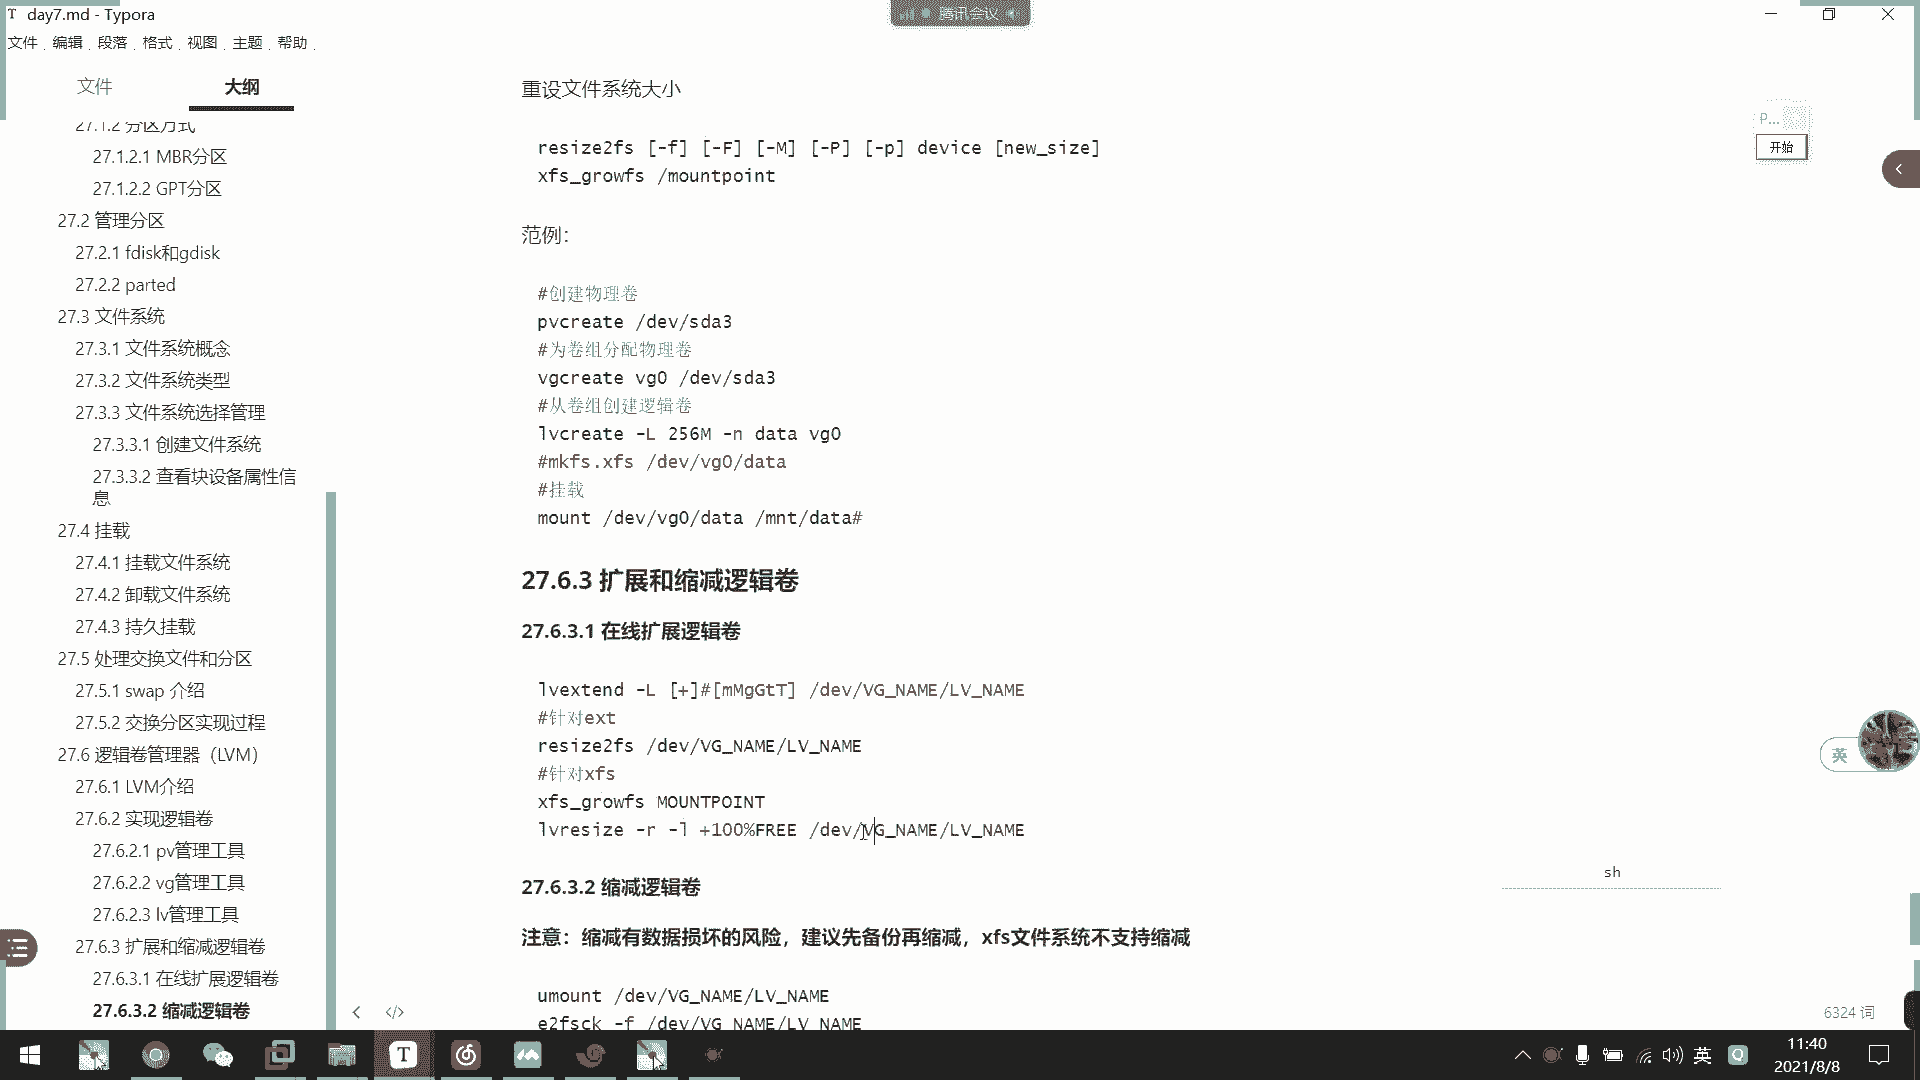 day7.md - Typora
腾讯会议
文件 编辑 段落 格式 视图 主题 帮助
文件 大纲
27.1.2 分区方式
27.1.2.1 MBR分区
27.1.2.2 GPT分区
27.2 管理分区
27.2.1 fdisk和gdisk
27.2.2 parted
27.3 文件系统
27.3.1 文件系统概念
27.3.2 文件系统类型
27.3.3 文件系统选择管理
27.3.3.1 创建文件系统
27.3.3.2 查看块设备属性信
息
27.4 挂载
27.4.1 挂载文件系统
27.4.2 卸载文件系统
27.4.3 持久挂载
27.5 处理交换文件和分区
27.5.1 swap 介绍
27.5.2 交换分区实现过程
27.6 逻辑卷管理器（LVM）
27.6.1 LVM介绍
27.6.2 实现逻辑卷
27.6.2.1 pv管理工具
27.6.2.2 vg管理工具
27.6.2.3 lv管理工具
27.6.3 扩展和缩减逻辑卷
27.6.3.1 在线扩展逻辑卷
27.6.3.2 缩减逻辑卷
重设文件系统大小
resize2fs [-f] [-F] [-M] [-P] [-p] device [new_size]
xfs_growfs /mountpoint
范例：
#创建物理卷
pvcreate /dev/sda3
#为卷组分配物理卷
vgcreate vg0 /dev/sda3
#从卷组创建逻辑卷
lvcreate -L 256M -n data vg0
#mkfs.xfs /dev/vg0/data
#挂载
mount /dev/vg0/data /mnt/data#
27.6.3 扩展和缩减逻辑卷
27.6.3.1 在线扩展逻辑卷
lvextend -L [+]#[mMgGtT] /dev/VG_NAME/LV_NAME
#针对ext
resize2fs /dev/VG_NAME/LV_NAME
#针对xfs
xfs_growfs MOUNTPOINT
lvresize -r -l +100%FREE /dev/VG_NAME/LV_NAME
sh
27.6.3.2 缩减逻辑卷
注意：缩减有数据损坏的风险，建议先备份再缩减，xfs文件系统不支持缩减
umount /dev/VG_NAME/LV_NAME
e2fsck -f /dev/VG_NAME/LV_NAME
P...
开始
英
6324 词
英
11:40
2021/8/8